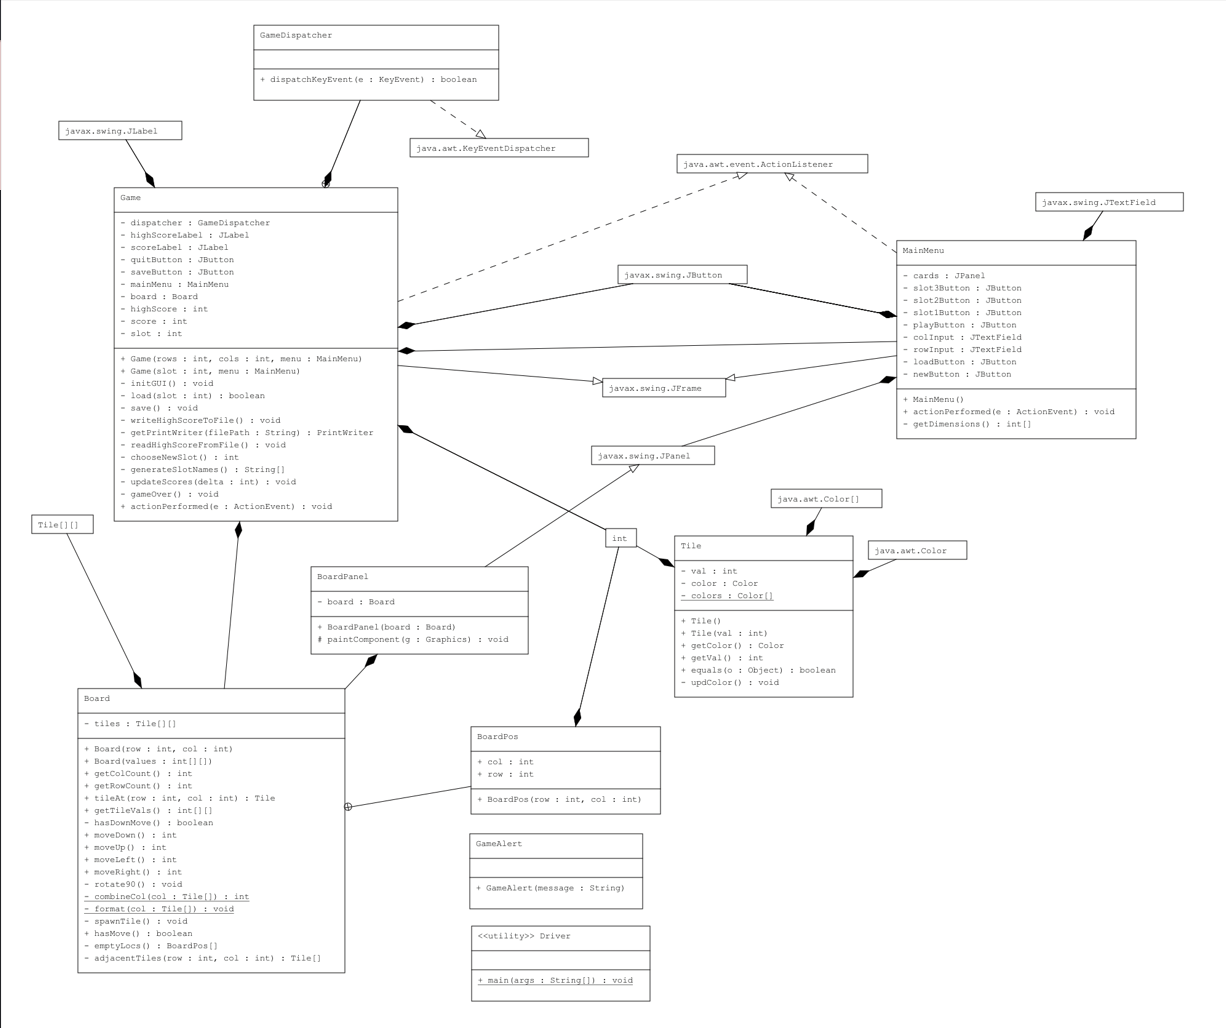 GameDispatcher
+ dispatchKeyEvent(e : KeyEvent) : boolean
javax.swing.JLabel
java.awt.KeyEventDispatcher
java.awt.event.ActionListener
javax.swing.JTextField
Game
- dispatcher : GameDispatcher
- highScoreLabel : JLabel
- scoreLabel : JLabel
- quitButton : JButton
- saveButton : JButton
- mainMenu : MainMenu
- board : Board
- highScore : int
- score : int
- slot : int
+ Game(rows : int, cols : int, menu : MainMenu)
+ Game(slot : int, menu : MainMenu)
- initGUI() : void
- load(slot : int) : boolean
- save() : void
- writeHighScoreToFile() : void
- getPrintWriter(filePath : String) : PrintWriter
- readHighScoreFromFile() : void
- chooseNewSlot() : int
- generateSlotNames() : String[]
- updateScores(delta : int) : void
- gameOver() : void
+ actionPerformed(e : ActionEvent) : void
javax.swing.JButton
javax.swing.JFrame
MainMenu
- cards : JPanel
- slot3Button : JButton
- slot2Button : JButton
- slot1Button : JButton
- playButton : JButton
- colInput : JTextField
- rowInput : JTextField
- loadButton : JButton
- newButton : JButton
+ MainMenu()
+ actionPerformed(e : ActionEvent) : void
- getDimensions() : int[]
javax.swing.JPanel
java.awt.Color[]
Tile[][]
int
java.awt.Color
Tile
- val : int
- color : Color
- colors : Color[]
+ Tile()
+ Tile(val : int)
+ getColor() : Color
+ getVal() : int
+ equals(o : Object) : boolean
- updColor() : void
BoardPanel
- board : Board
+ BoardPanel(board : Board)
# paintComponent(g : Graphics) : void
Board
- tiles : Tile[][]
+ Board(row : int, col : int)
+ Board(values : int[][])
+ getColCount() : int
+ getRowCount() : int
+ tileAt(row : int, col : int) : Tile
+ getTileVals() : int[][]
- hasDownMove() : boolean
+ moveDown() : int
+ moveUp() : int
+ moveLeft() : int
+ moveRight() : int
- rotate90() : void
- combineCol(col : Tile[]) : int
- format(col : Tile[]) : void
- spawnTile() : void
+ hasMove() : boolean
- emptyLocs() : BoardPos[]
- adjacentTiles(row : int, col : int) : Tile[]
BoardPos
+ col : int
+ row : int
+ BoardPos(row : int, col : int)
GameAlert
+ GameAlert(message : String)
<<utility>> Driver
+ main(args : String[]) : void